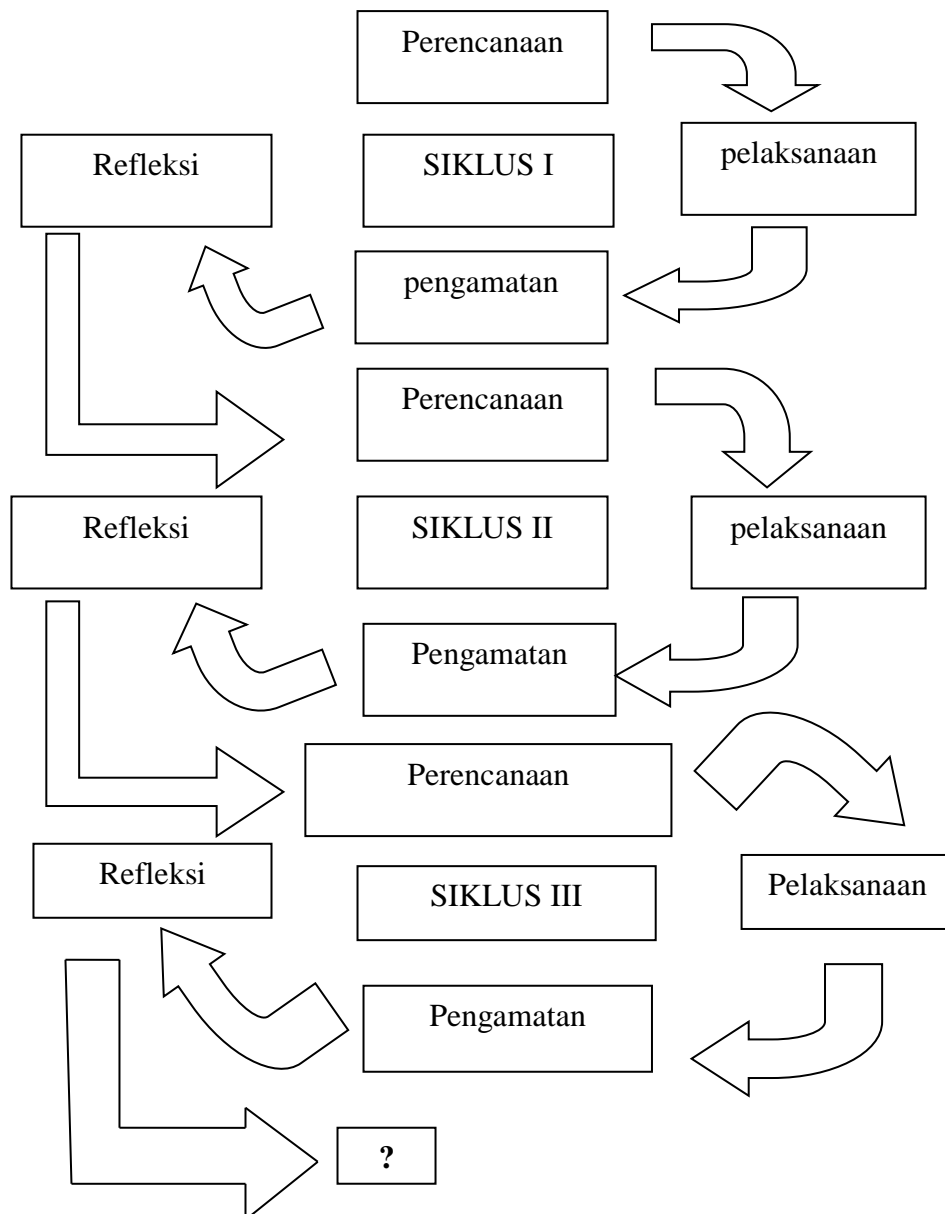 Perencanaan
Refleksi
SIKLUS I
pelaksanaan
pengamatan
Perencanaan
Refleksi
SIKLUS II
pelaksanaan
Pengamatan
Perencanaan
Refleksi
SIKLUS III
Pelaksanaan
Pengamatan
?